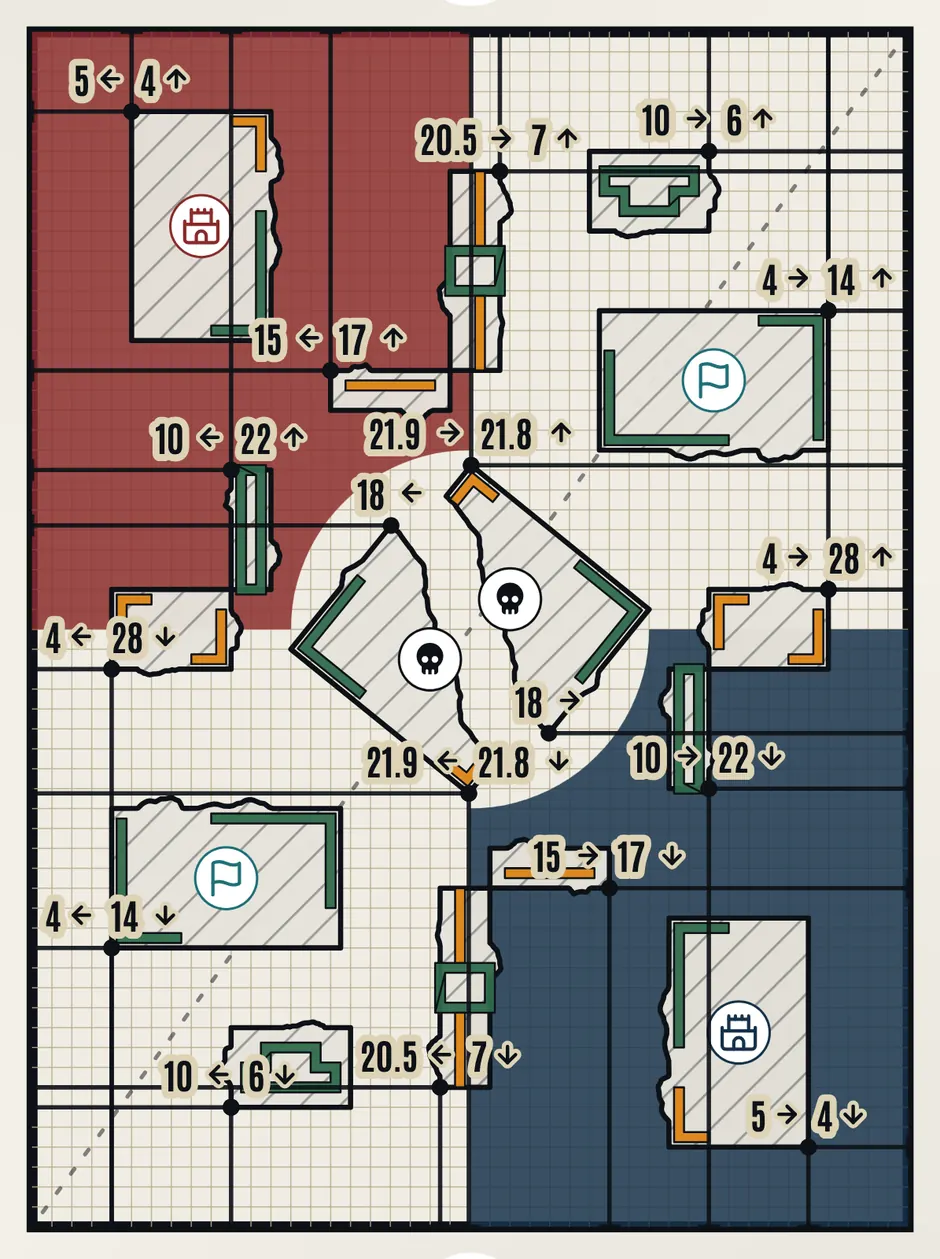 5 ← 4 ↑
10 → 6 ↑
20.5 → 7 ↑
4 → 14 ↑
15 ← 17 ↑
10 ← 22 ↑
21.9 → 21.8 ↑
18 ←
4 → 28 ↑
4 ← 28 ↓
18 →
21.9 ← 21.8 ↓
10 → 22 ↓
15 → 17 ↓
4 ← 14 ↓
20.5 ← 7 ↓
10 ← 6 ↓
5 → 4 ↓